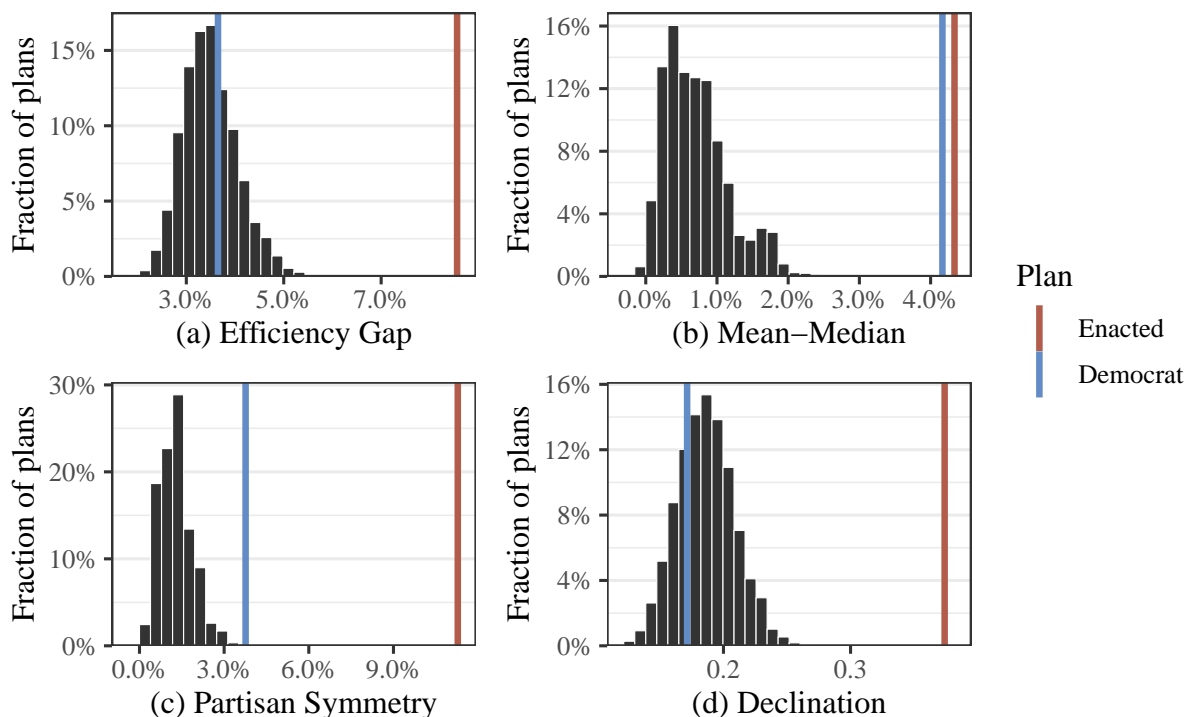 Fraction of plans
15%
10%
5%
0%
3.0% 5.0% 7.0%
(a) Efficiency Gap
Fraction of plans
16%
12%
8%
4%
0%
0.0% 1.0% 2.0% 3.0% 4.0%
(b) Mean−Median
Fraction of plans
30%
20%
10%
0%
0.0% 3.0% 6.0% 9.0%
(c) Partisan Symmetry
Fraction of plans
16%
12%
8%
4%
0%
0.2 0.3
(d) Declination
Plan
Enacted
Democrat